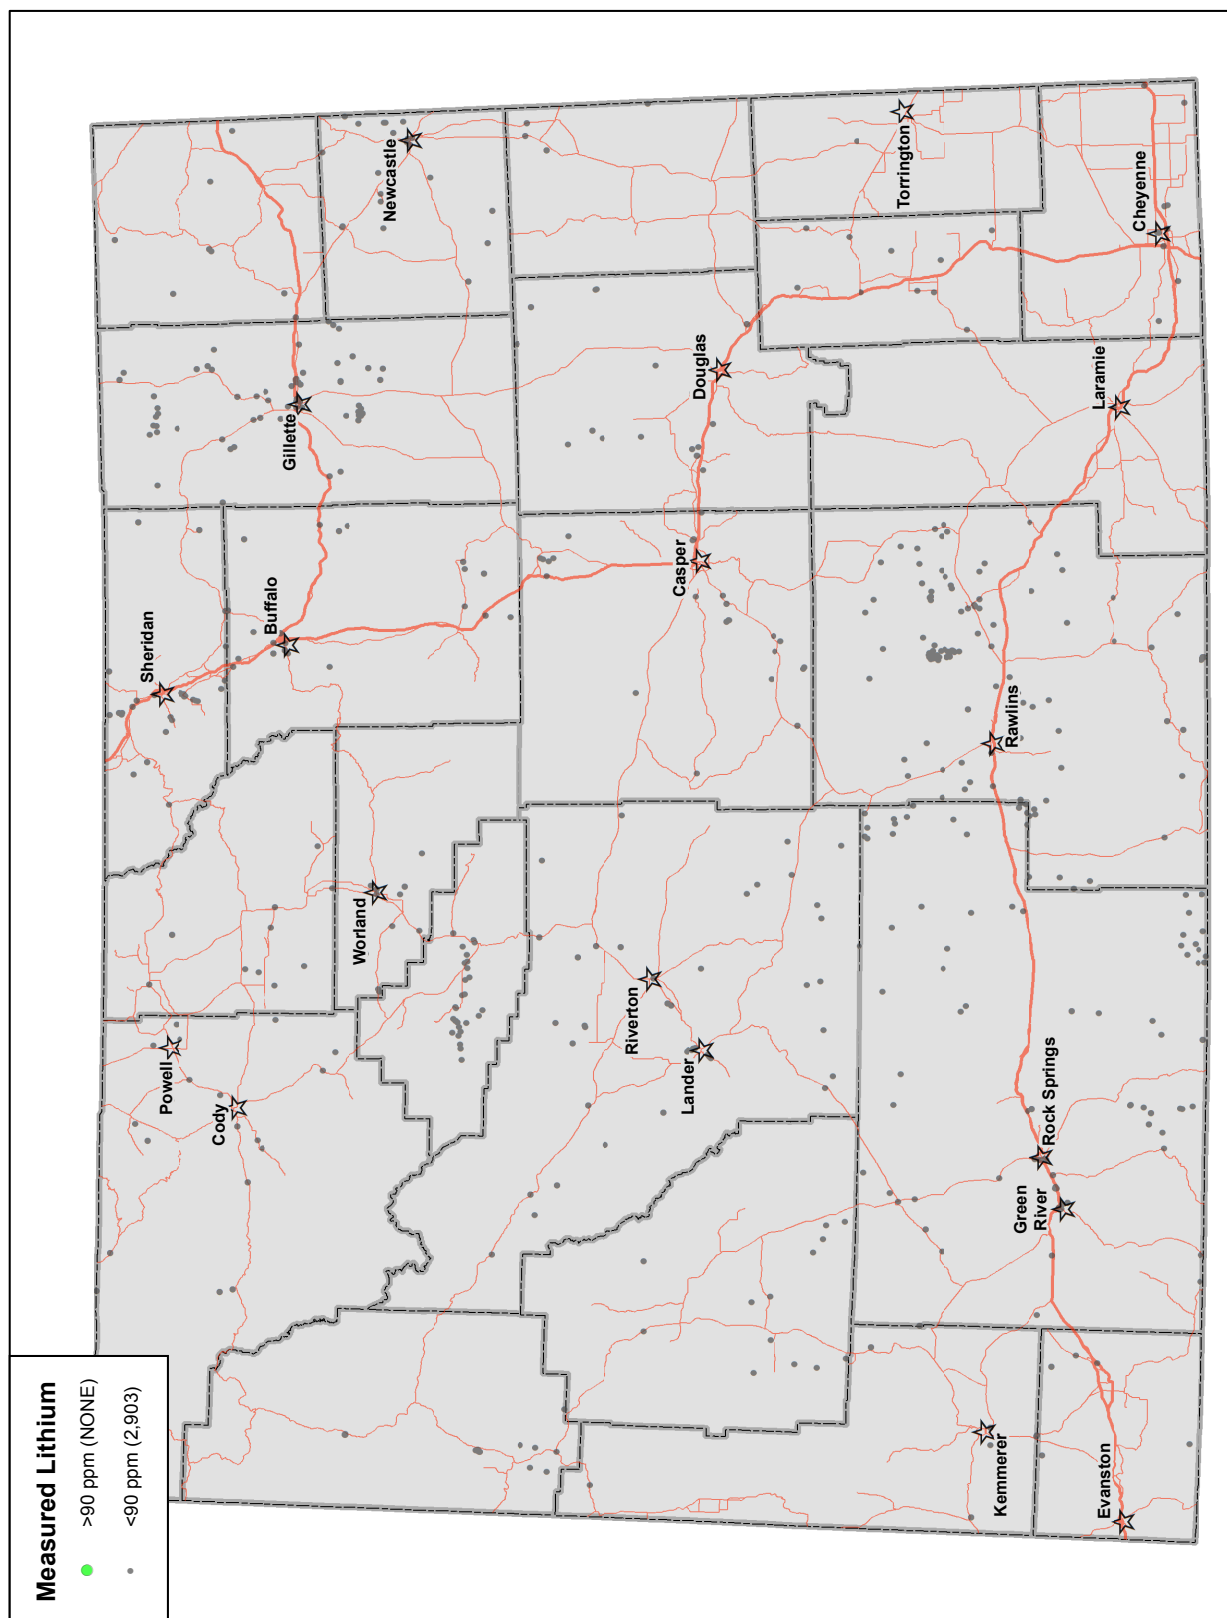 Measured Lithium
>90 ppm (NONE)
<90 ppm (2,903)
Sheridan
Powell
Cody
Buffalo
Gillette
Newcastle
Worland
Riverton
Lander
Casper
Douglas
Torrington
Kemmerer
Evanston
Green
River
Rock Springs
Rawlins
Laramie
Cheyenne